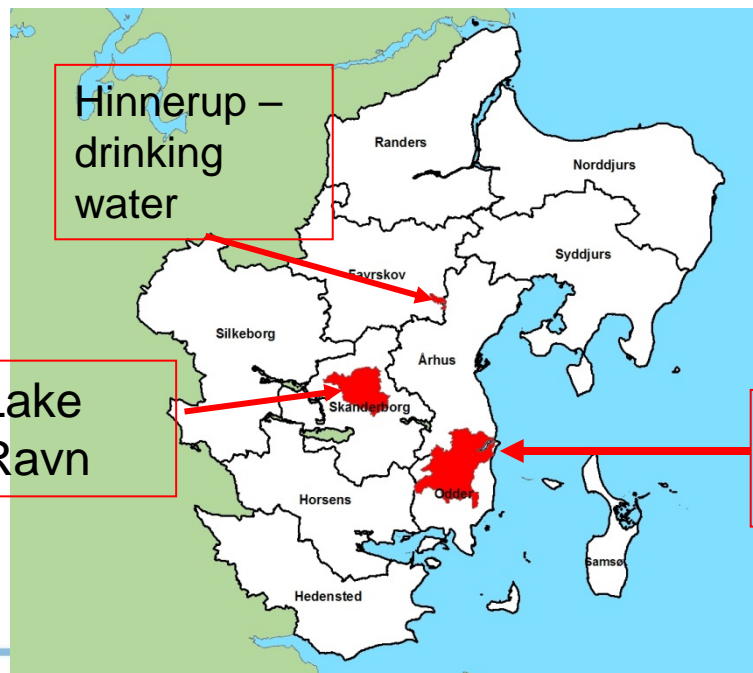 Hinnerup –
drinking
water
Randers
Norddjurs
Syddjurs
Favrskov
Silkeborg
Århus
Lake
Ravn
Skanderborg
Horsens
Odder
Samsø
Hedensted